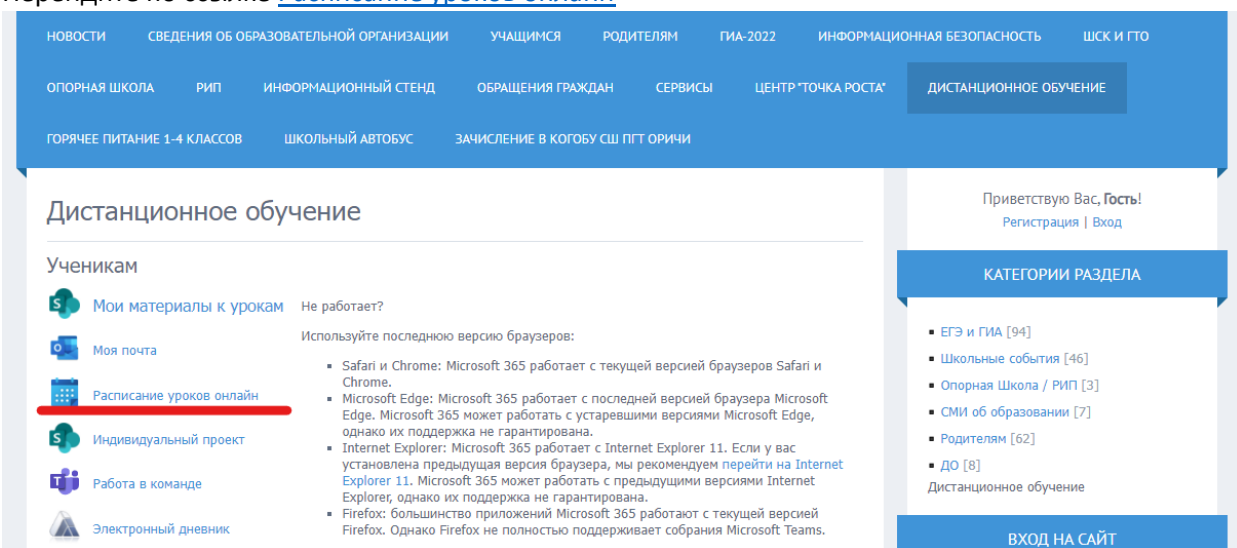 Перейдите по ссылке Расписание уроков онлайн
НОВОСТИ СВЕДЕНИЯ ОБ ОБРАЗОВАТЕЛЬНОЙ ОРГАНИЗАЦИИ УЧАЩИМСЯ РОДИТЕЛЯМ ГИА-2022 ИНФОРМАЦИОННАЯ БЕЗОПАСНОСТЬ ШСК И ГТО
ОПОРНАЯ ШКОЛА РИП ИНФОРМАЦИОННЫЙ СТЕНД ОБРАЩЕНИЯ ГРАЖДАН СЕРВИСЫ ЦЕНТР "ТОЧКА РОСТА" ДИСТАНЦИОННОЕ ОБУЧЕНИЕ
ГОРЯЧЕЕ ПИТАНИЕ 1-4 КЛАССОВ ШКОЛЬНЫЙ АВТОБУС ЗАЧИСЛЕНИЕ В КОГОБУ СШ ПГТ ОРИЧИ
Дистанционное обучение
Ученикам
Мои материалы к урокам
Моя почта
Расписание уроков онлайн
Индивидуальный проект
Работа в команде
Электронный дневник
Не работает?
Используйте последнюю версию браузеров:
Safari и Chrome: Microsoft 365 работает с текущей версией браузеров Safari и
Chrome.
Microsoft Edge: Microsoft 365 работает с последней версией браузера Microsoft
Edge. Microsoft 365 может работать с устаревшими версиями Microsoft Edge,
однако их поддержка не гарантирована.
Internet Explorer: Microsoft 365 работает с Internet Explorer 11. Если у вас
установлена предыдущая версия браузера, мы рекомендуем перейти на Internet
Explorer 11. Microsoft 365 может работать с предыдущими версиями Internet
Explorer, однако их поддержка не гарантирована.
Firefox: большинство приложений Microsoft 365 работают с текущей версией
Firefox. Однако Firefox не полностью поддерживает собрания Microsoft Teams.
Приветствую Вас, Гость!
Регистрация | Вход
КАТЕГОРИИ РАЗДЕЛА
ЕГЭ и ГИА [94]
Школьные события [46]
Опорная Школа / РИП [3]
СМИ об образовании [7]
Родителям [62]
ДО [8]
Дистанционное обучение
ВХОД НА САЙТ